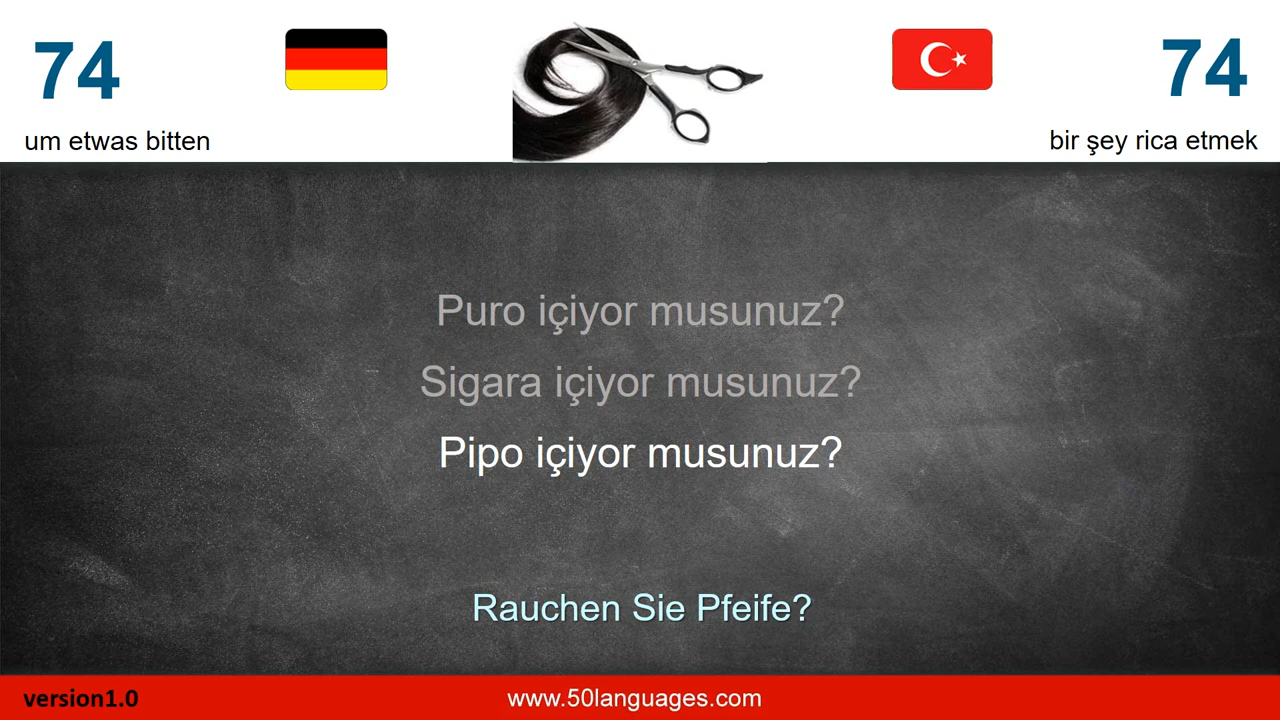 74
74
um etwas bitten
bir şey rica etmek
Puro içiyor musunuz?
Sigara içiyor musunuz?
Pipo içiyor musunuz?
Rauchen Sie Pfeife?
version1.0
www.50languages.com